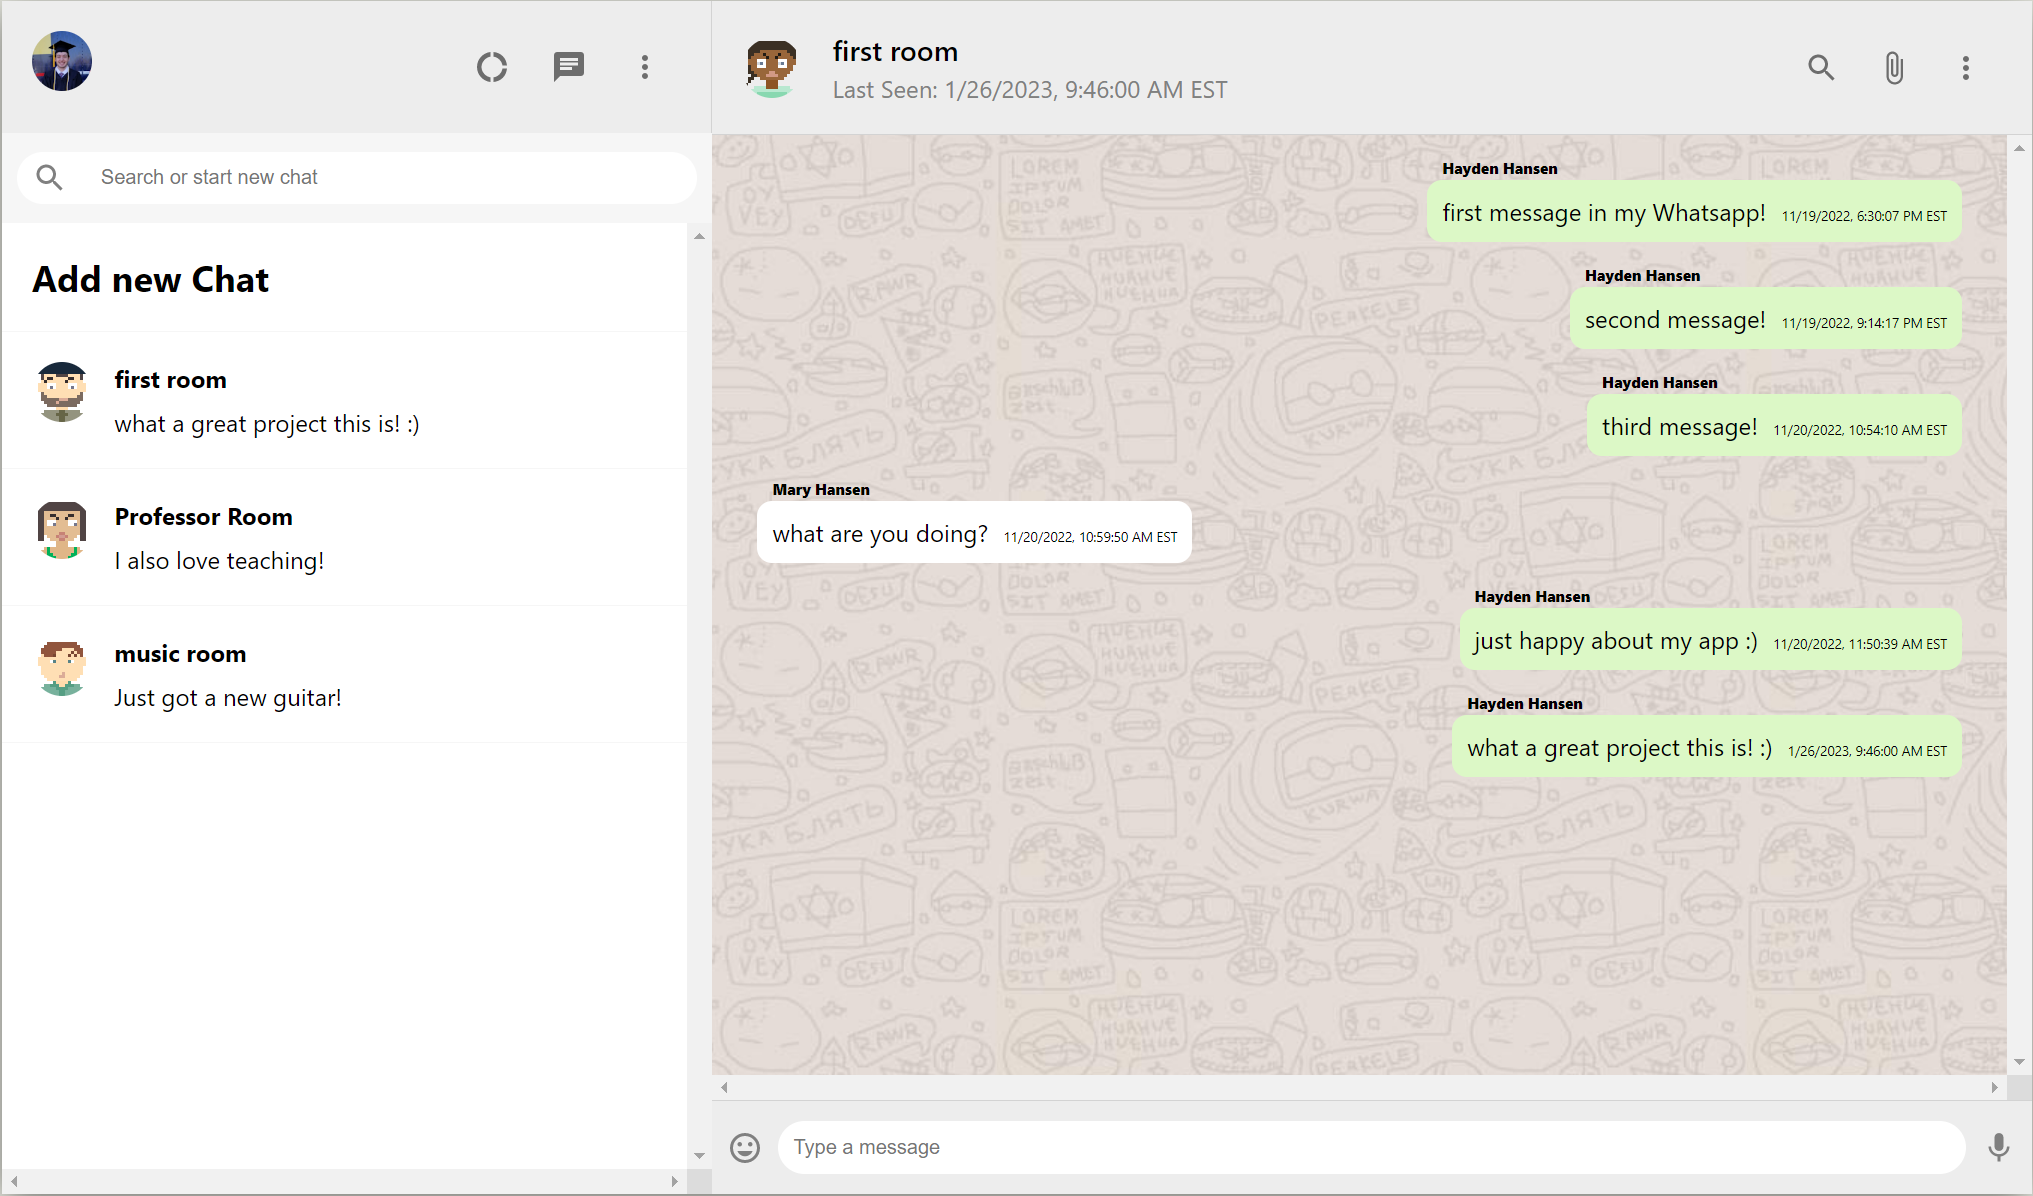 Search or start new chat
Add new Chat
first room
what a great project this is! :)
Professor Room
I also love teaching!
music room
Just got a new guitar!
first room
Last Seen: 1/26/2023, 9:46:00 AM EST
Hayden Hansen
first message in my Whatsapp! 11/19/2022, 6:30:07 PM EST
Hayden Hansen
second message! 11/19/2022, 9:14:17 PM EST
Hayden Hansen
third message! 11/20/2022, 10:54:10 AM EST
Mary Hansen
what are you doing? 11/20/2022, 10:59:50 AM EST
Hayden Hansen
just happy about my app :) 11/20/2022, 11:50:39 AM EST
Hayden Hansen
what a great project this is! :) 1/26/2023, 9:46:00 AM EST
Type a message